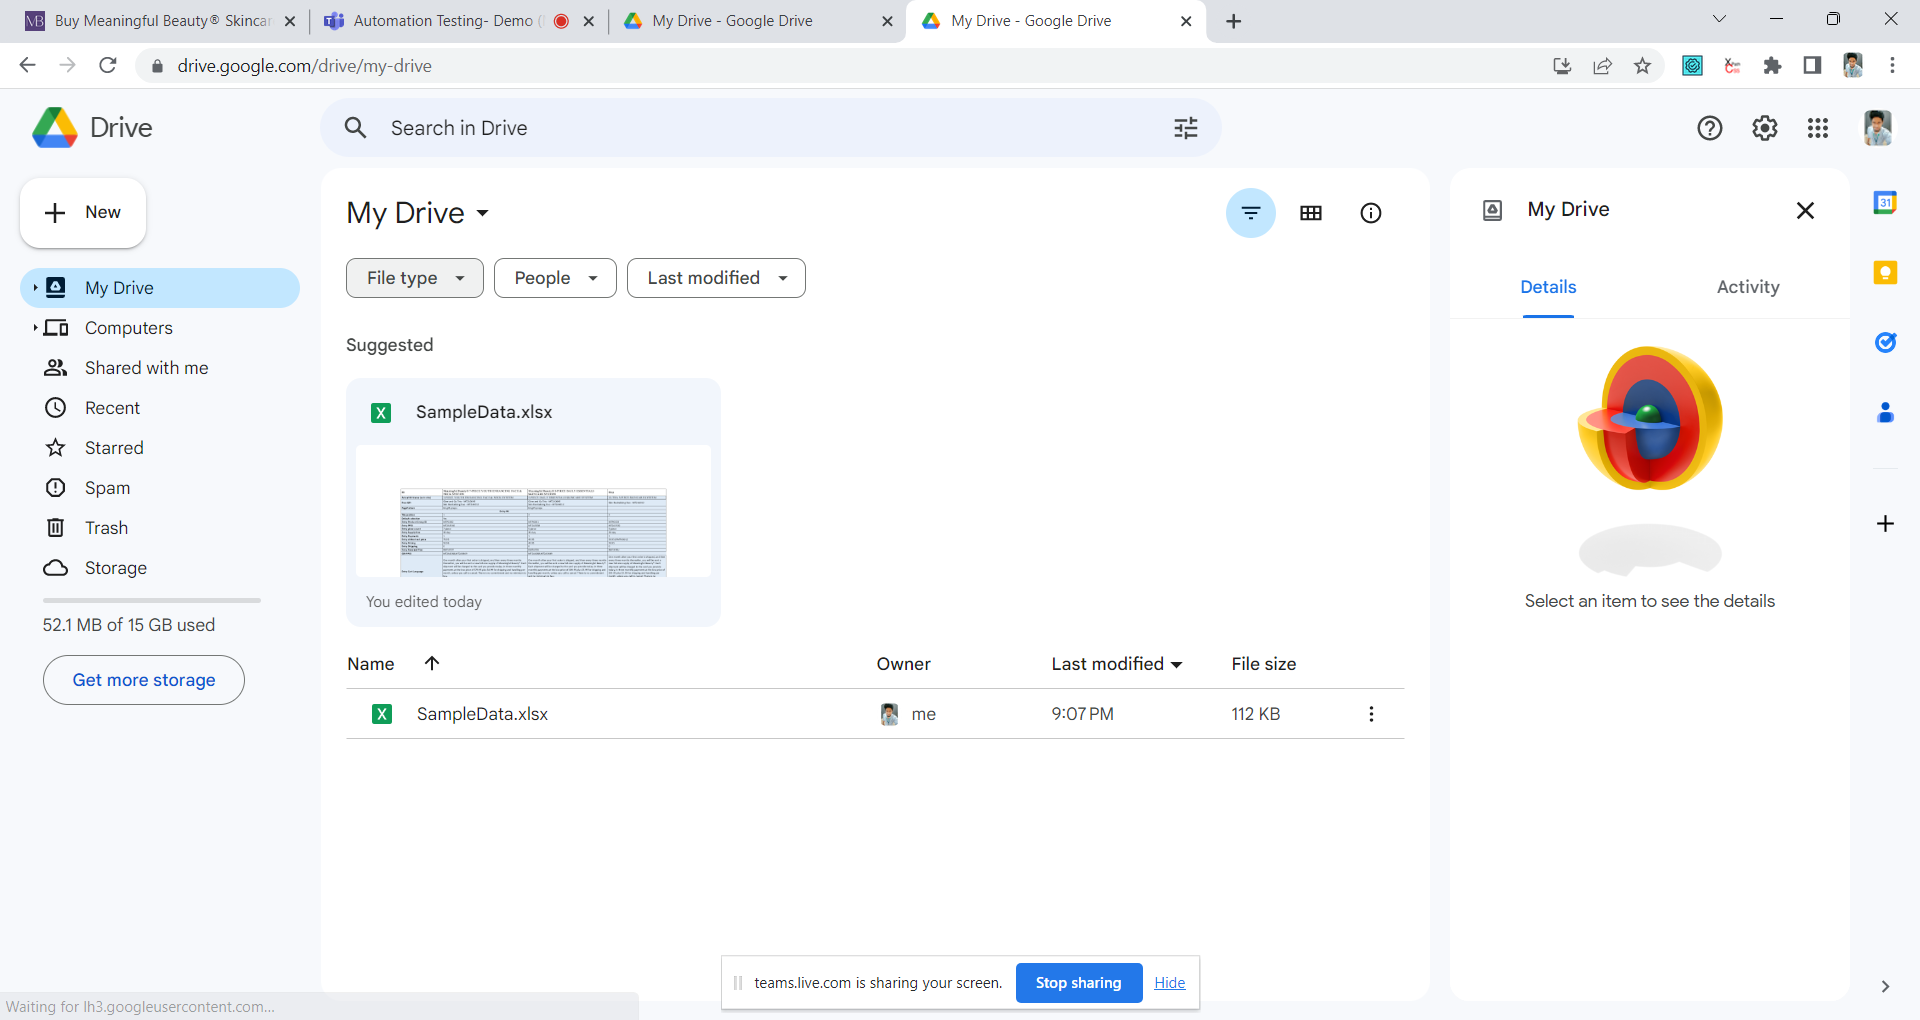 Buy Meaningful Beauty® Skincar
Automation Testing- Demo (
My Drive - Google Drive
My Drive - Google Drive
drive.google.com/drive/my-drive
Drive
Search in Drive
New
My Drive
My Drive
Details
Activity
File type
People
Last modified
My Drive
Computers
Shared with me
Recent
Starred
Spam
Trash
Storage
52.1 MB of 15 GB used
Get more storage
Suggested
SampleData.xlsx
You edited today
Select an item to see the details
Name
Owner
Last modified
File size
SampleData.xlsx
me
9:07 PM
112 KB
teams.live.com is sharing your screen.
Stop sharing
Hide
Waiting for lh3.googleusercontent.com...
31